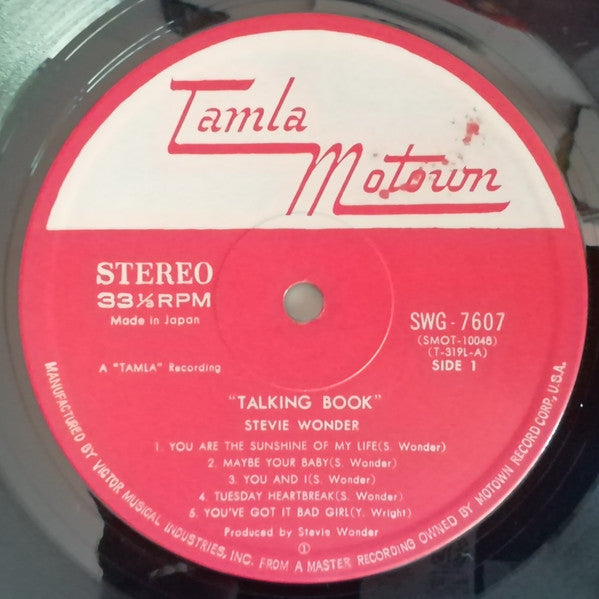 Tamla
Motown
STEREO
33⅓RPM
Made in Japan
SWG-7607
(SMOT-10048)
(T-319L-A)
SIDE 1
A "TAMLA" Recording
"TALKING BOOK"
STEVIE WONDER
1. YOU ARE THE SUNSHINE OF MY LIFE(S. Wonder)
2. MAYBE YOUR BABY(S. Wonder)
3. YOU AND I(S. Wonder)
4. TUESDAY HEARTBREAK(S. Wonder)
5. YOU'VE GOT IT BAD GIRL(Y. Wright)
Produced by Stevie Wonder
①
MANUFACTURED BY VICTOR MUSICAL INDUSTRIES, INC. FROM A MASTER RECORDING OWNED BY MOTOWN RECORD CORP., U.S.A.